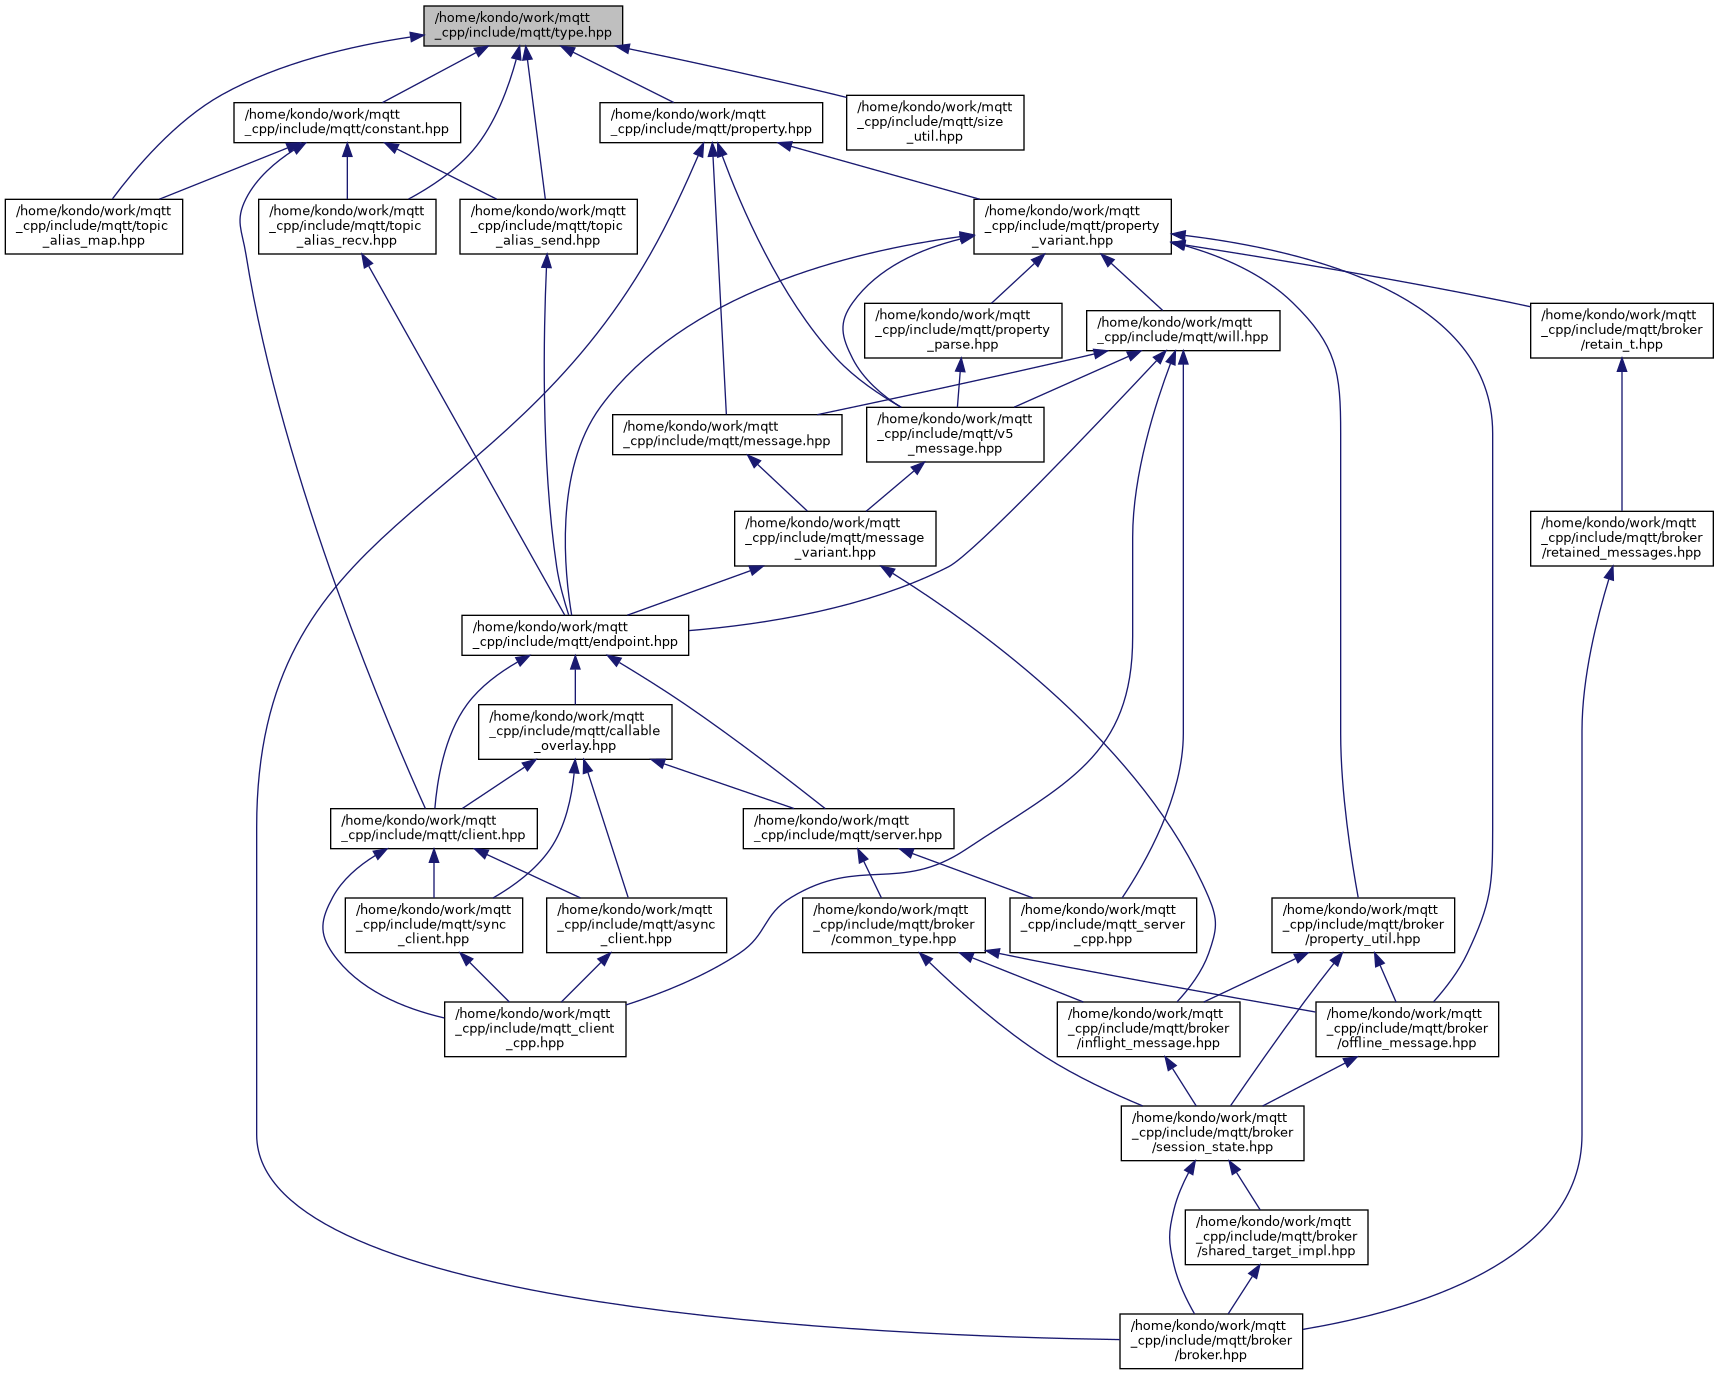 /home/kondo/work/mqtt
_cpp/include/mqtt/type.hpp
/home/kondo/work/mqtt
_cpp/include/mqtt/constant.hpp
/home/kondo/work/mqtt
_cpp/include/mqtt/property.hpp
/home/kondo/work/mqtt
_cpp/include/mqtt/size
_util.hpp
/home/kondo/work/mqtt
_cpp/include/mqtt/topic
_alias_map.hpp
/home/kondo/work/mqtt
_cpp/include/mqtt/topic
_alias_recv.hpp
/home/kondo/work/mqtt
_cpp/include/mqtt/topic
_alias_send.hpp
/home/kondo/work/mqtt
_cpp/include/mqtt/property
_variant.hpp
/home/kondo/work/mqtt
_cpp/include/mqtt/property
_parse.hpp
/home/kondo/work/mqtt
_cpp/include/mqtt/will.hpp
/home/kondo/work/mqtt
_cpp/include/mqtt/broker
/retain_t.hpp
/home/kondo/work/mqtt
_cpp/include/mqtt/message.hpp
/home/kondo/work/mqtt
_cpp/include/mqtt/v5
_message.hpp
/home/kondo/work/mqtt
_cpp/include/mqtt/message
_variant.hpp
/home/kondo/work/mqtt
_cpp/include/mqtt/broker
/retained_messages.hpp
/home/kondo/work/mqtt
_cpp/include/mqtt/endpoint.hpp
/home/kondo/work/mqtt
_cpp/include/mqtt/callable
_overlay.hpp
/home/kondo/work/mqtt
_cpp/include/mqtt/client.hpp
/home/kondo/work/mqtt
_cpp/include/mqtt/server.hpp
/home/kondo/work/mqtt
_cpp/include/mqtt/sync
_client.hpp
/home/kondo/work/mqtt
_cpp/include/mqtt/async
_client.hpp
/home/kondo/work/mqtt
_cpp/include/mqtt/broker
/common_type.hpp
/home/kondo/work/mqtt
_cpp/include/mqtt_server
_cpp.hpp
/home/kondo/work/mqtt
_cpp/include/mqtt/broker
/property_util.hpp
/home/kondo/work/mqtt
_cpp/include/mqtt_client
_cpp.hpp
/home/kondo/work/mqtt
_cpp/include/mqtt/broker
/inflight_message.hpp
/home/kondo/work/mqtt
_cpp/include/mqtt/broker
/offline_message.hpp
/home/kondo/work/mqtt
_cpp/include/mqtt/broker
/session_state.hpp
/home/kondo/work/mqtt
_cpp/include/mqtt/broker
/shared_target_impl.hpp
/home/kondo/work/mqtt
_cpp/include/mqtt/broker
/broker.hpp